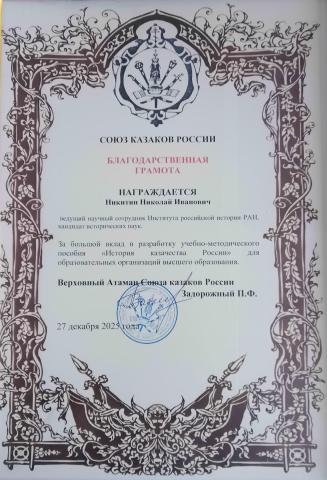 СОЮЗ КАЗАКОВ РОССИИ
БЛАГОДАРСТВЕННАЯ
ГРАМОТА
НАГРАЖДАЕТСЯ
Никитин Николай Иванович
ведущий научный сотрудник Института российской истории РАН,
кандидат исторических наук.
За большой вклад в разработку учебно-методического
пособия «История казачества России» для
образовательных организаций высшего образования.
Верховный Атаман Союза казаков России
Задорожный П.Ф.
27 декабря 2025 года